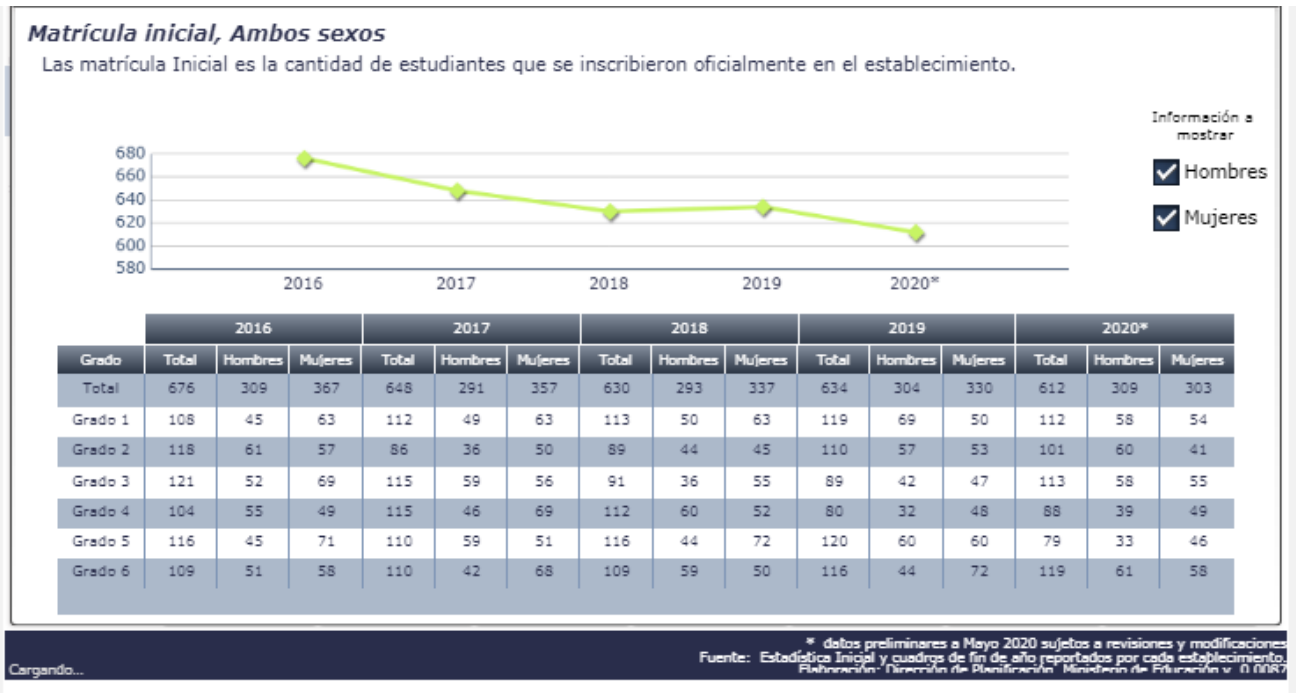 Matrícula inicial, Ambos sexos
Las matrícula Inicial es la cantidad de estudiantes que se inscribieron oficialmente en el establecimiento.
Información a
mostrar
Hombres
Mujeres
680
660
640
620
600
580
2016 2017 2018 2019 2020*
2016 2017 2018 2019 2020*
Grado Total Hombres Mujeres Total Hombres Mujeres Total Hombres Mujeres Total Hombres Mujeres Total Hombres Mujeres
Total 676 309 367 648 291 357 630 293 337 634 304 330 612 309 303
Grado 1 108 45 63 112 49 63 113 50 63 119 69 50 112 58 54
Grado 2 118 61 57 86 36 50 89 44 45 110 57 53 101 60 41
Grado 3 121 52 69 115 59 56 91 36 55 89 42 47 113 58 55
Grado 4 104 55 49 115 46 69 112 60 52 80 32 48 88 39 49
Grado 5 116 45 71 110 59 51 116 44 72 120 60 60 79 33 46
Grado 6 109 51 58 110 42 68 109 59 50 116 44 72 119 61 58
* datos preliminares a Mayo 2020 sujetos a revisiones y modificaciones
Fuente: Estadística Inicial y cuadros de fin de año reportados por cada establecimiento.
Elaboración: Dirección de Planificación, Ministerio de Educación v. 0.0087
Cargando...